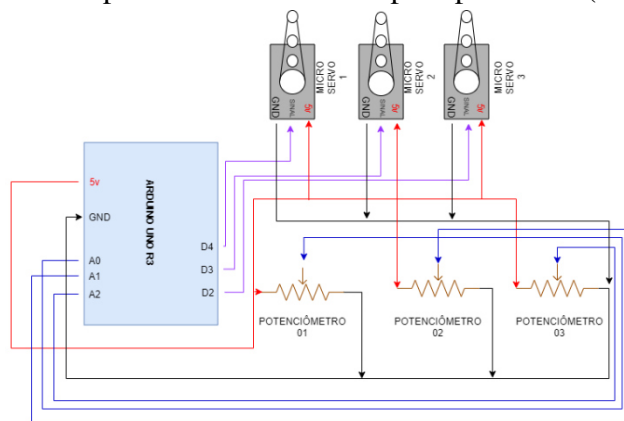 MICRO
SERVO
1
GND
SINAL
5v
MICRO
SERVO
2
GND
SINAL
5v
MICRO
SERVO
3
GND
SINAL
5v
ARDUINO UNO R3
5v
GND
A0
A1
A2
D4
D3
D2
POTENCIÔMETRO
01
POTENCIÔMETRO
02
POTENCIÔMETRO
03